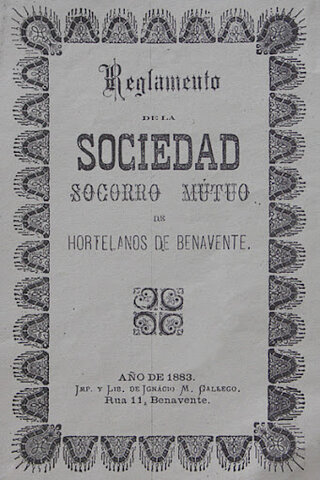 Reglamento
DE LA
SOCIEDAD
SOCORRO MÚTUO
DE
HORTELANOS DE BENAVENTE.
AÑO DE 1883.
IMP. Y LIB. DE IGNACIO M. GALLEGO.
Rua 11, Benavente.